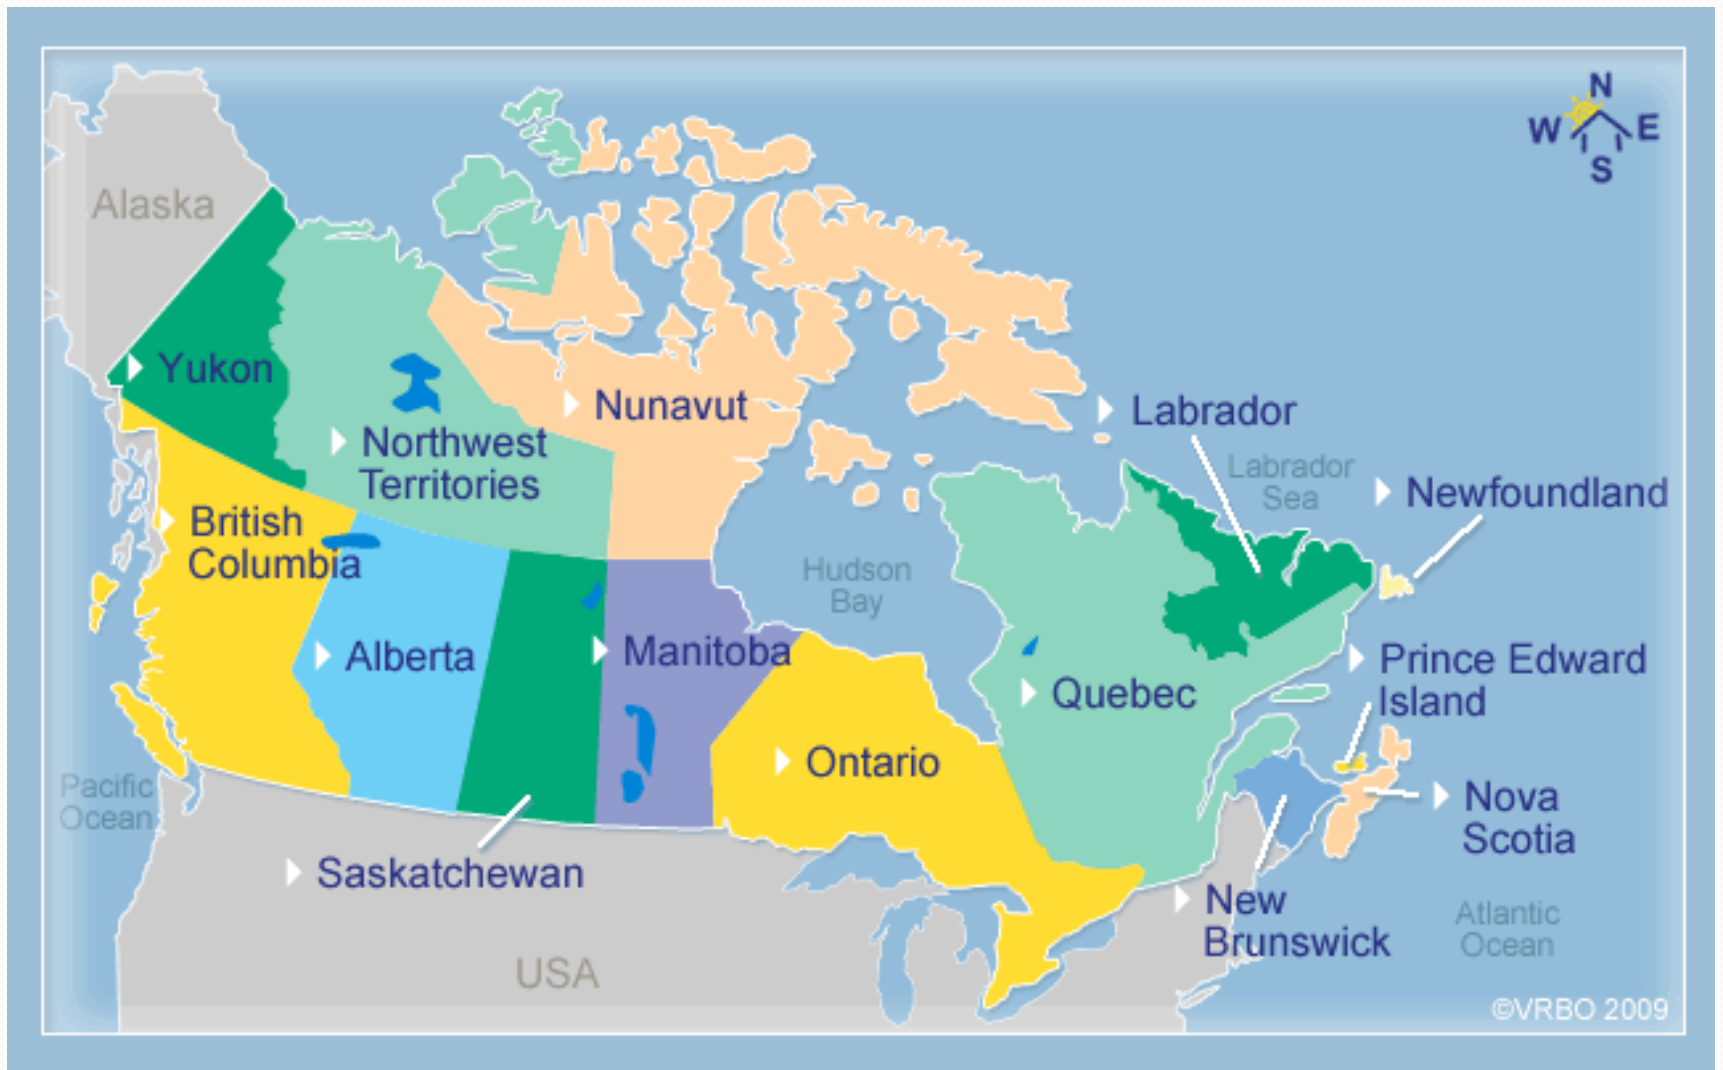 N
W E
S
Alaska
Yukon
Northwest
Territories
Nunavut
Labrador
Labrador
Sea
Newfoundland
British
Columbia
Hudson
Bay
Alberta
Manitoba
Quebec
Prince Edward
Island
Ontario
Pacific
Ocean
Nova
Scotia
Saskatchewan
New
Brunswick
Atlantic
Ocean
USA
©VRBO 2009